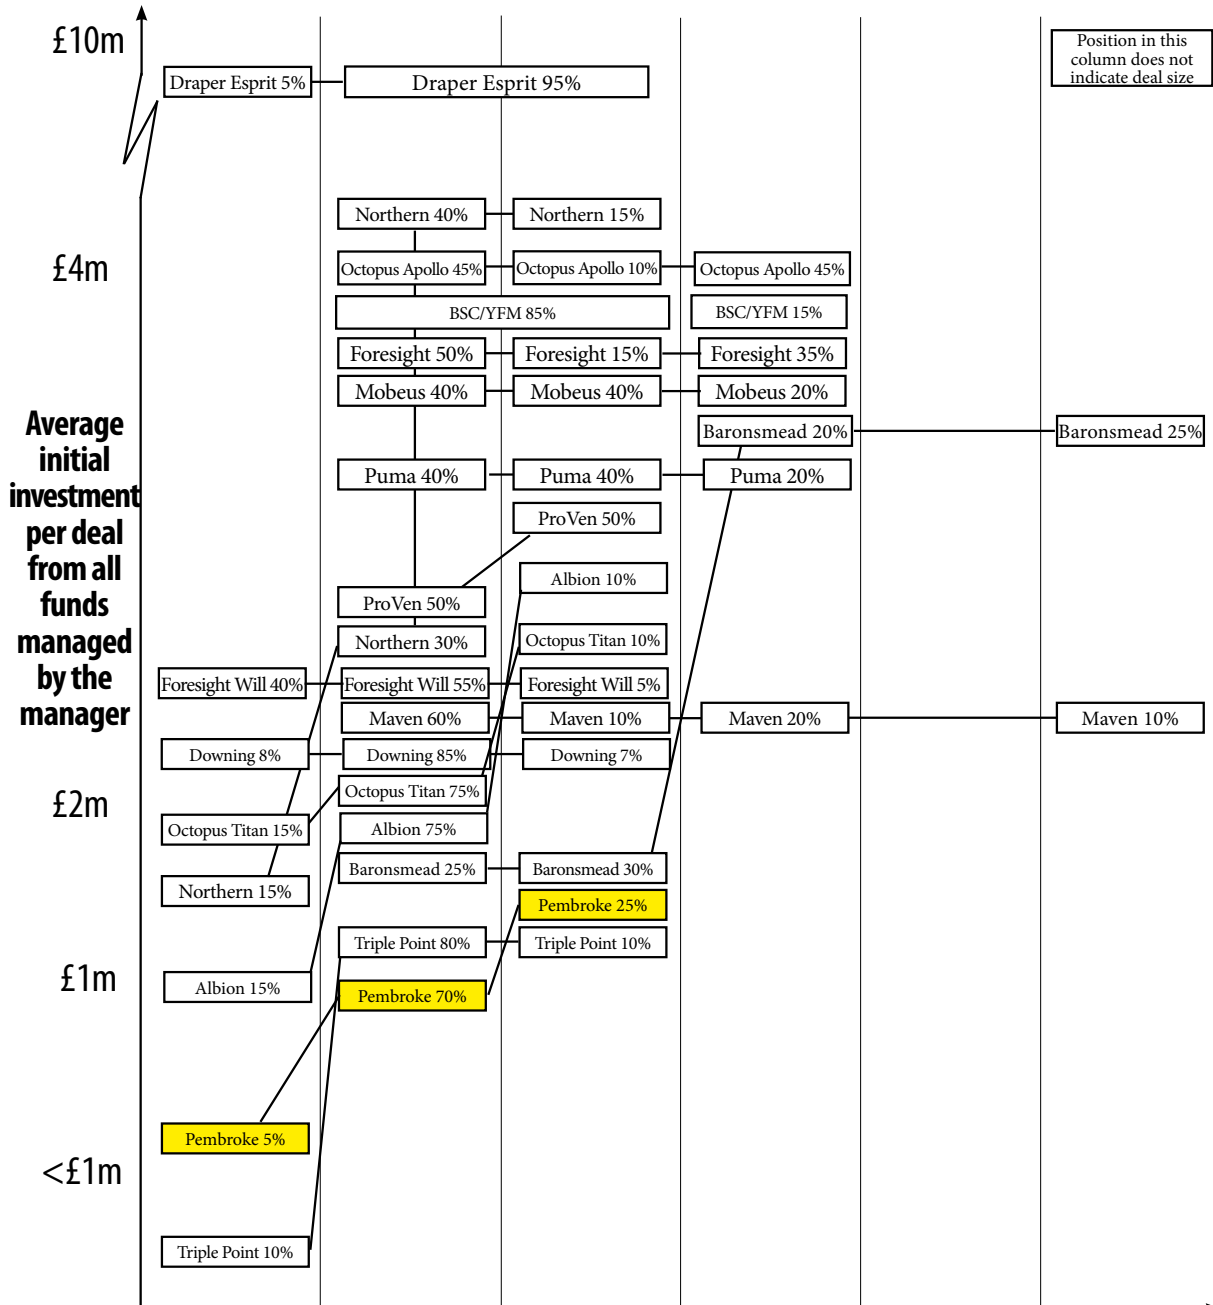 £10m
Position in this
column does not
indicate deal size
Draper Esprit 5%
Draper Esprit 95%
Northern 40%
Northern 15%
£4m
Octopus Apollo 45%
Octopus Apollo 10%
Octopus Apollo 45%
BSC/YFM 85%
BSC/YFM 15%
Foresight 50%
Foresight 15%
Foresight 35%
Mobeus 40%
Mobeus 40%
Mobeus 20%
Average
initial
investment
per deal
from all
funds
managed
by the
manager
Baronsmead 20%
Baronsmead 25%
Puma 40%
Puma 40%
Puma 20%
ProVen 50%
Albion 10%
ProVen 50%
Northern 30%
Octopus Titan 10%
Foresight Will 40%
Foresight Will 55%
Foresight Will 5%
Maven 60%
Maven 10%
Maven 20%
Maven 10%
Downing 8%
Downing 85%
Downing 7%
£2m
Octopus Titan 75%
Octopus Titan 15%
Albion 75%
Baronsmead 25%
Baronsmead 30%
Northern 15%
Pembroke 25%
Triple Point 80%
Triple Point 10%
£1m
Albion 15%
Pembroke 70%
Pembroke 5%
<£1m
Triple Point 10%